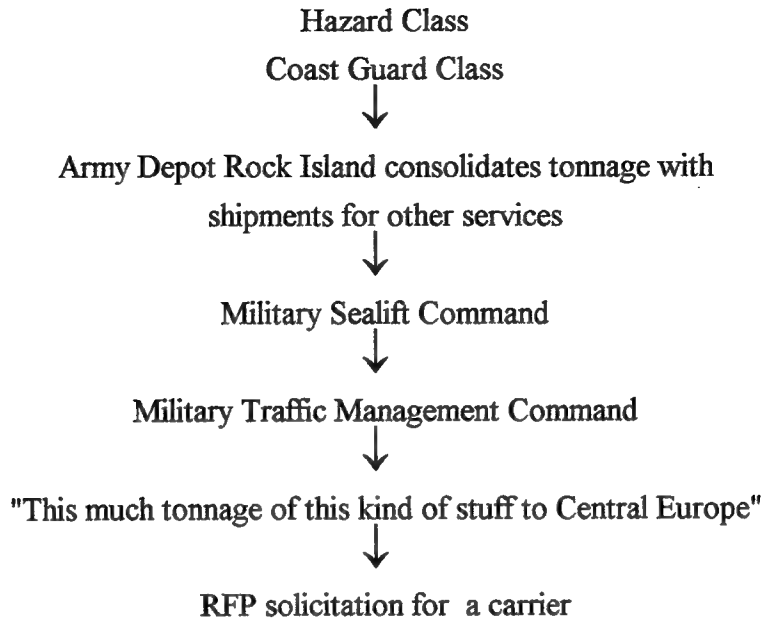 Hazard Class
Coast Guard Class
Army Depot Rock Island consolidates tonnage with
shipments for other services
Military Sealift Command
Military Traffic Management Command
"This much tonnage of this kind of stuff to Central Europe"
RFP solicitation for a carrier